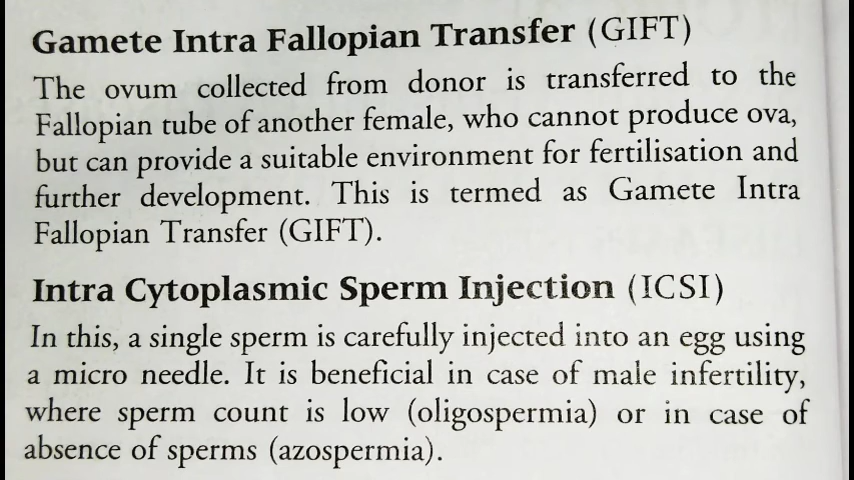 Gamete Intra Fallopian Transfer (GIFT)
The ovum collected from donor is transferred to the
Fallopian tube of another female, who cannot produce ova,
but can provide a suitable environment for fertilisation and
further development. This is termed as Gamete Intra
Fallopian Transfer (GIFT).
Intra Cytoplasmic Sperm Injection (ICSI)
In this, a single sperm is carefully injected into an egg using
a micro needle. It is beneficial in case of male infertility,
where sperm count is low (oligospermia) or in case of
absence of sperms (azospermia).